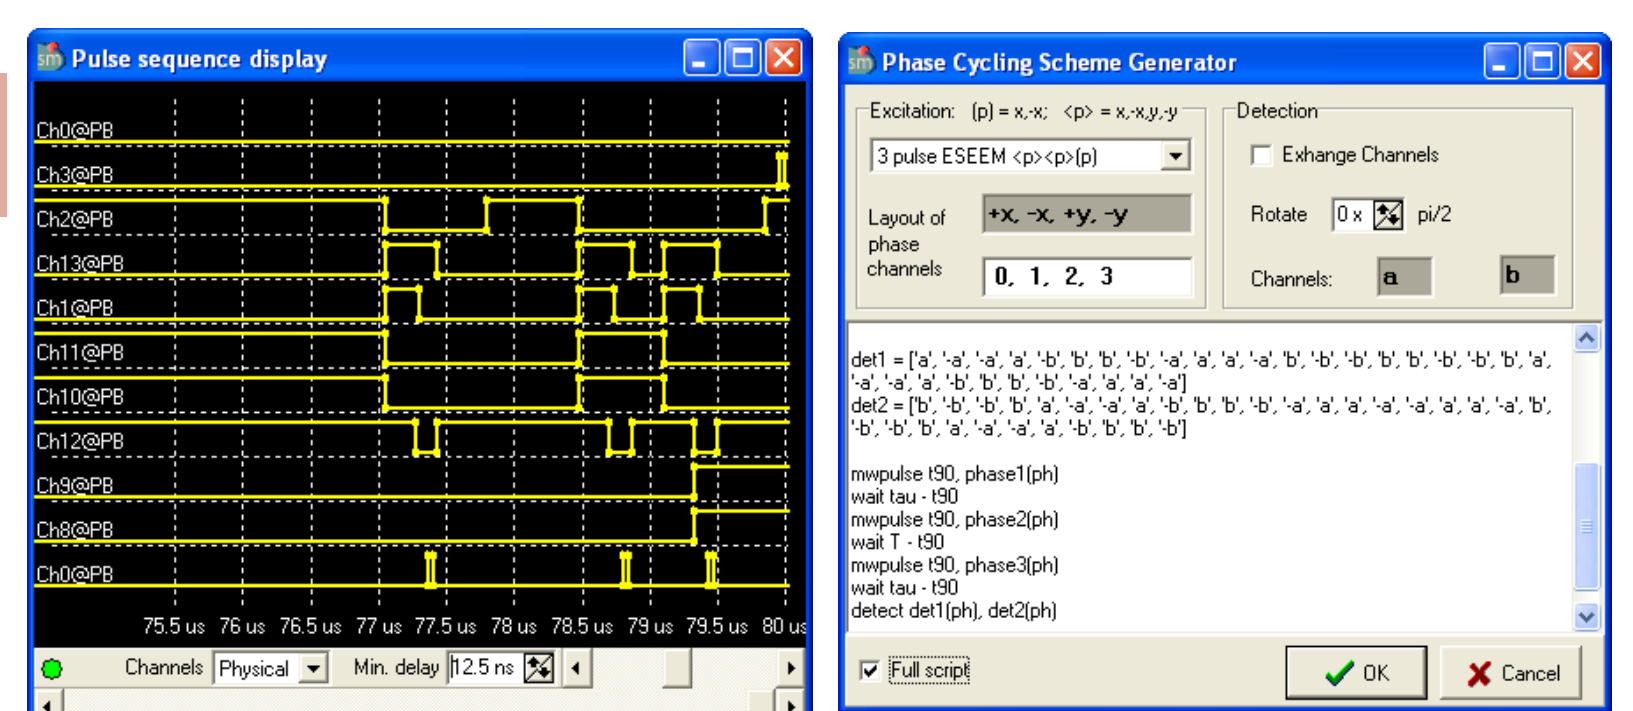 Pulse sequence display
Ch0@PB
Ch3@PB
Ch2@PB
Ch13@PB
Ch1@PB
Ch11@PB
Ch10@PB
Ch12@PB
Ch9@PB
Ch8@PB
Ch0@PB
75.5 us 76 us 76.5 us 77 us 77.5 us 78 us 78.5 us 79 us 79.5 us 80 us
Channels Physical Min. delay 12.5 ns
Phase Cycling Scheme Generator
Excitation: (p) = x,-x; <p> = x,-x,y,-y
3 pulse ESEEM <p><p>(p)
Layout of
phase
channels
+x, -x, +y, -y
0, 1, 2, 3
Detection
Exhange Channels
Rotate 0 x pi/2
Channels: a b
det1 = ['a', '-a', '-a', 'a', '-b', 'b', 'b', '-b', '-a', 'a', 'a', '-a', 'b', '-b', '-b', 'b', 'b', '-b', '-b', 'b', 'a',
'-a', '-a', 'a', '-b', 'b', 'b', '-b', '-a', 'a', 'a', '-a']
det2 = ['b', '-b', '-b', 'b', 'a', '-a', '-a', 'a', '-b', 'b', 'b', '-b', '-a', 'a', 'a', '-a', '-a', 'a', 'a', '-a', 'b',
'-b', '-b', 'b', 'a', '-a', '-a', 'a', '-b', 'b', 'b', '-b']
mwpulse t90, phase1(ph)
wait tau - t90
mwpulse t90, phase2(ph)
wait T - t90
mwpulse t90, phase3(ph)
wait tau - t90
detect det1(ph), det2(ph)
Full script
OK
Cancel